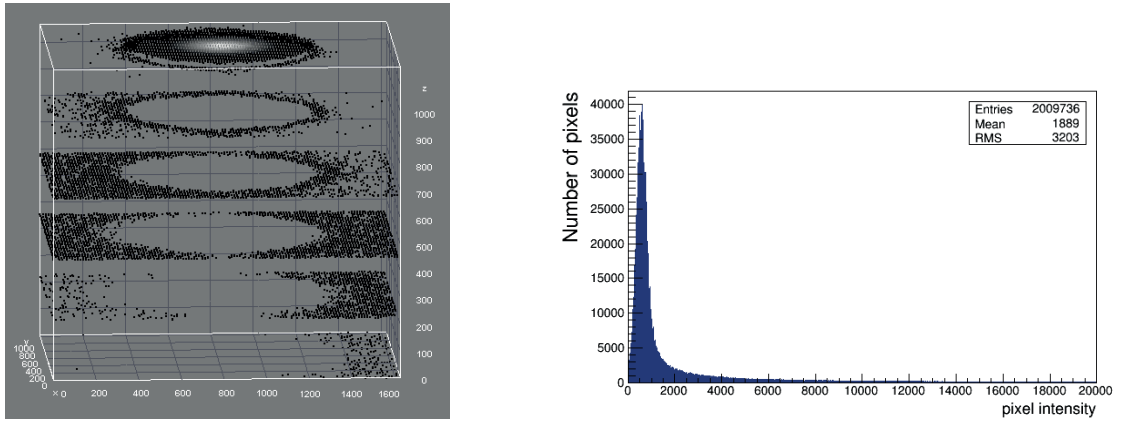 z
1000
900
800
700
600
500
400
300
200
100
0
Y
1000
800
600
400
200
0
X 0 200 400 600 800 1000 1200 1400 1600
Number of pixels
40000
35000
30000
25000
20000
15000
10000
5000
0
Entries 2009736
Mean 1889
RMS 3203
0 2000 4000 6000 8000 10000 12000 14000 16000 18000 20000
pixel intensity